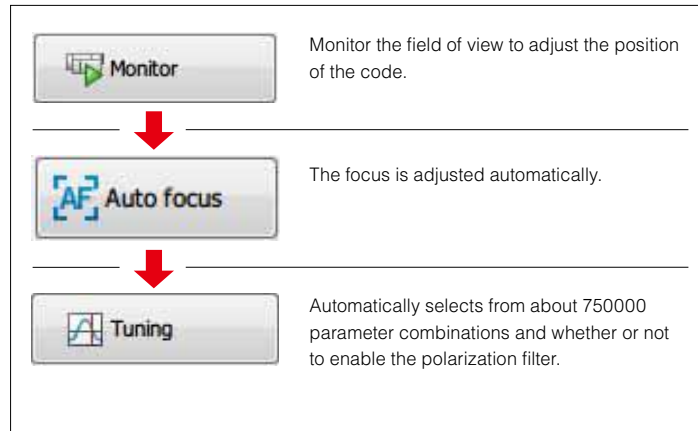 Monitor
Monitor the field of view to adjust the position
of the code.
AF Auto focus
The focus is adjusted automatically.
Tuning
Automatically selects from about 750000
parameter combinations and whether or not
to enable the polarization filter.